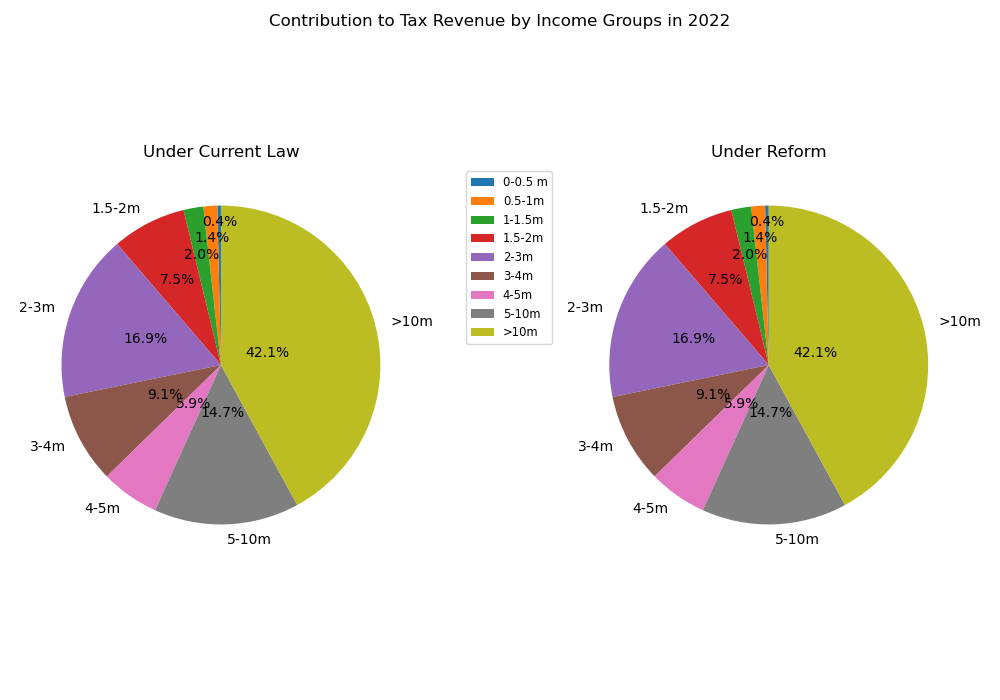 Contribution to Tax Revenue by Income Groups in 2022
Under Current Law
1.5-2m
2-3m
3-4m
4-5m
5-10m
>10m
0.4%
1.4%
2.0%
7.5%
16.9%
9.1%
5.9%
14.7%
42.1%
0-0.5 m
0.5-1m
1-1.5m
1.5-2m
2-3m
3-4m
4-5m
5-10m
>10m
Under Reform
1.5-2m
2-3m
3-4m
4-5m
5-10m
>10m
0.4%
1.4%
2.0%
7.5%
16.9%
9.1%
5.9%
14.7%
42.1%